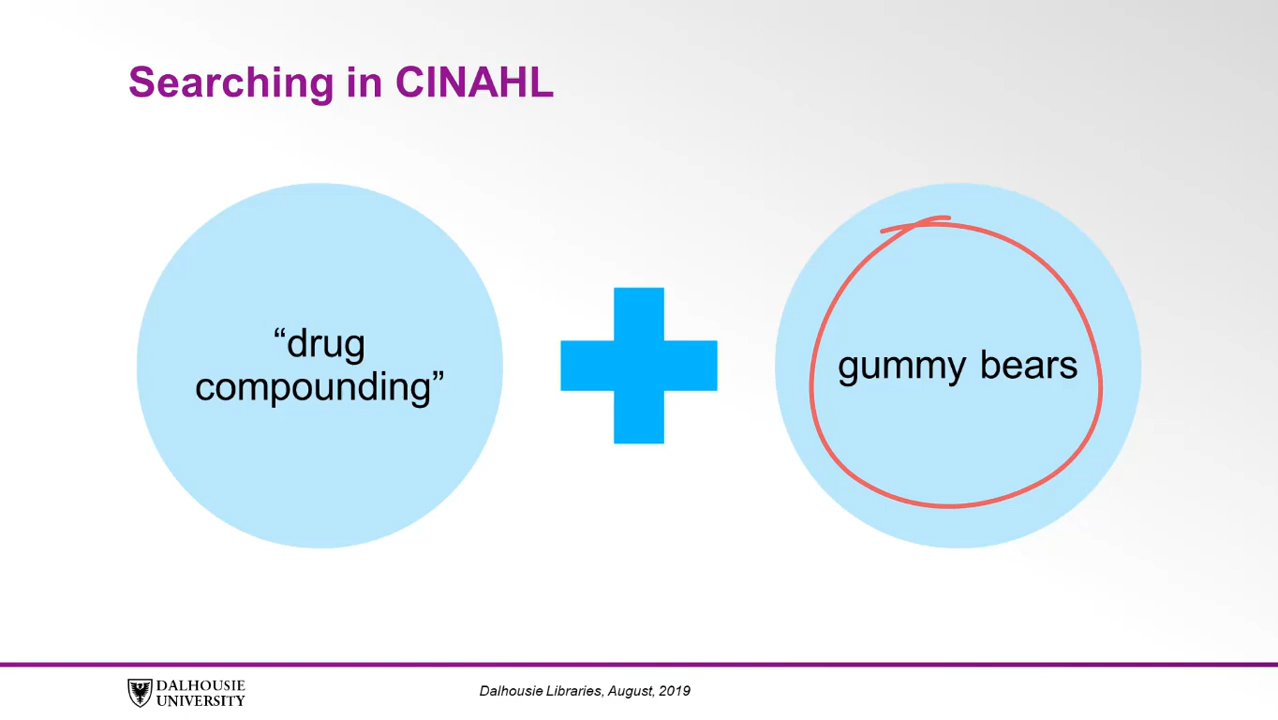 Searching in CINAHL
“drug
compounding”
gummy bears
DALHOUSIE
UNIVERSITY
Dalhousie Libraries, August, 2019